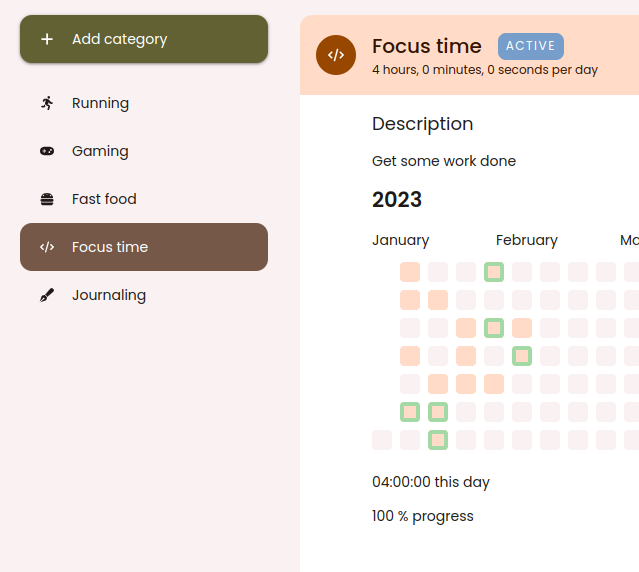 Add category
Running
Gaming
Fast food
Focus time
Journaling
Focus time ACTIVE
4 hours, 0 minutes, 0 seconds per day
Description
Get some work done
2023
January February Ma
04:00:00 this day
100 % progress